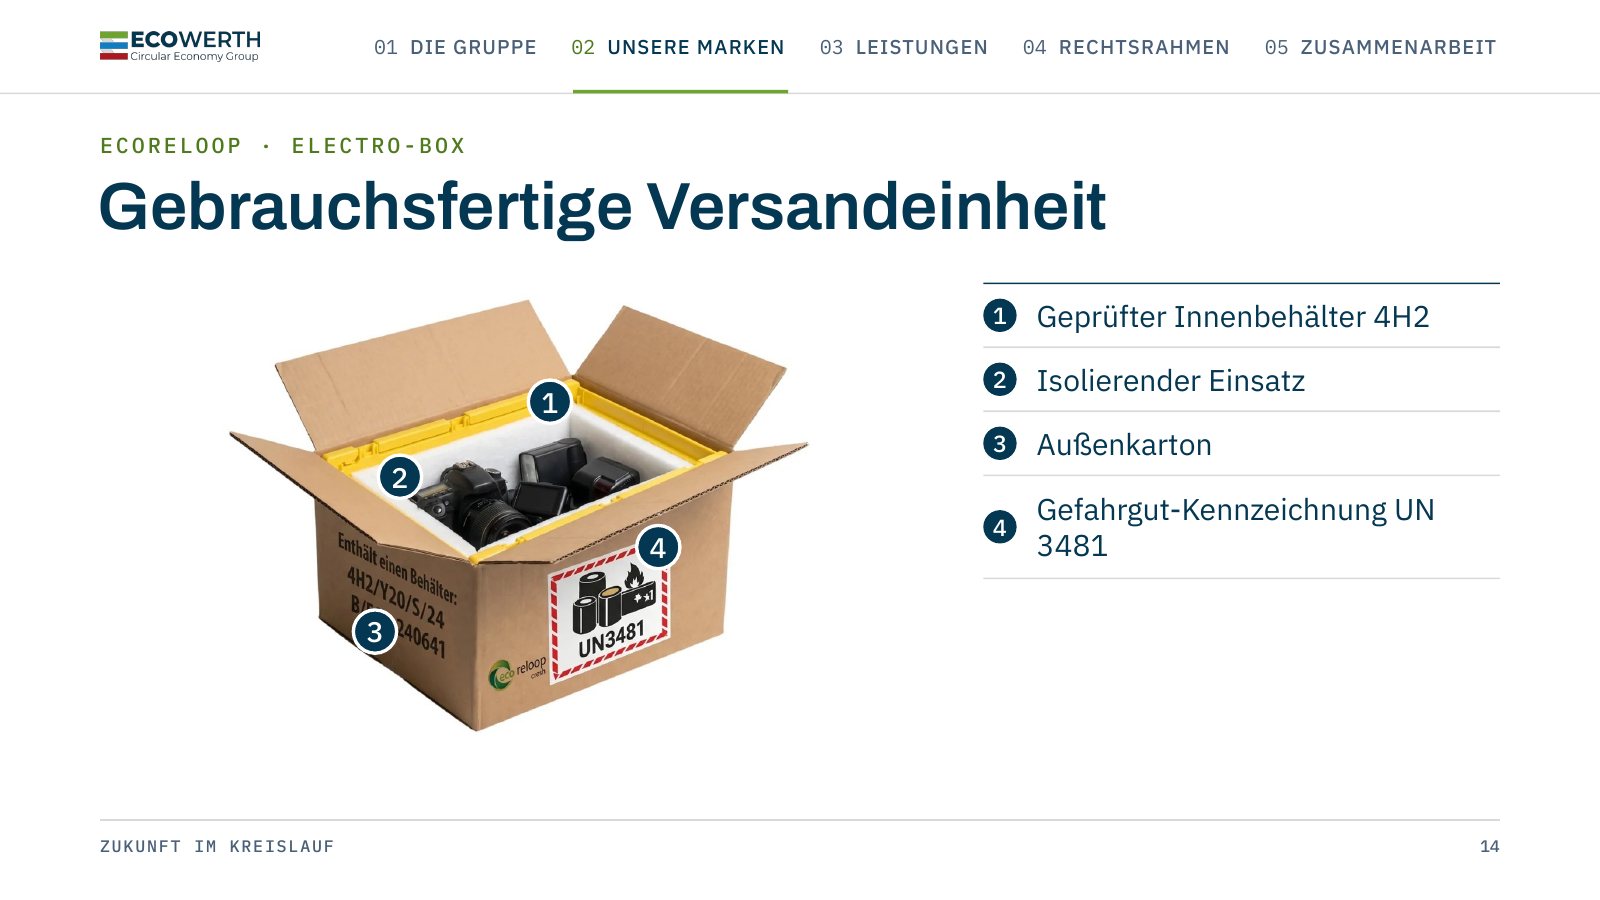 ECOWERTH
Circular Economy Group
01 DIE GRUPPE
02 UNSERE MARKEN
03 LEISTUNGEN
04 RECHTSRAHMEN
05 ZUSAMMENARBEIT
ECORELOOP · ELECTRO-BOX
Gebrauchsfertige Versandeinheit
1
2
3
4
Enthält einen Behälter:
4H2/Y20/S/24
240641
UN3481
eco reloop
1 Geprüfter Innenbehälter 4H2
2 Isolierender Einsatz
3 Außenkarton
4 Gefahrgut-Kennzeichnung UN
3481
ZUKUNFT IM KREISLAUF
14